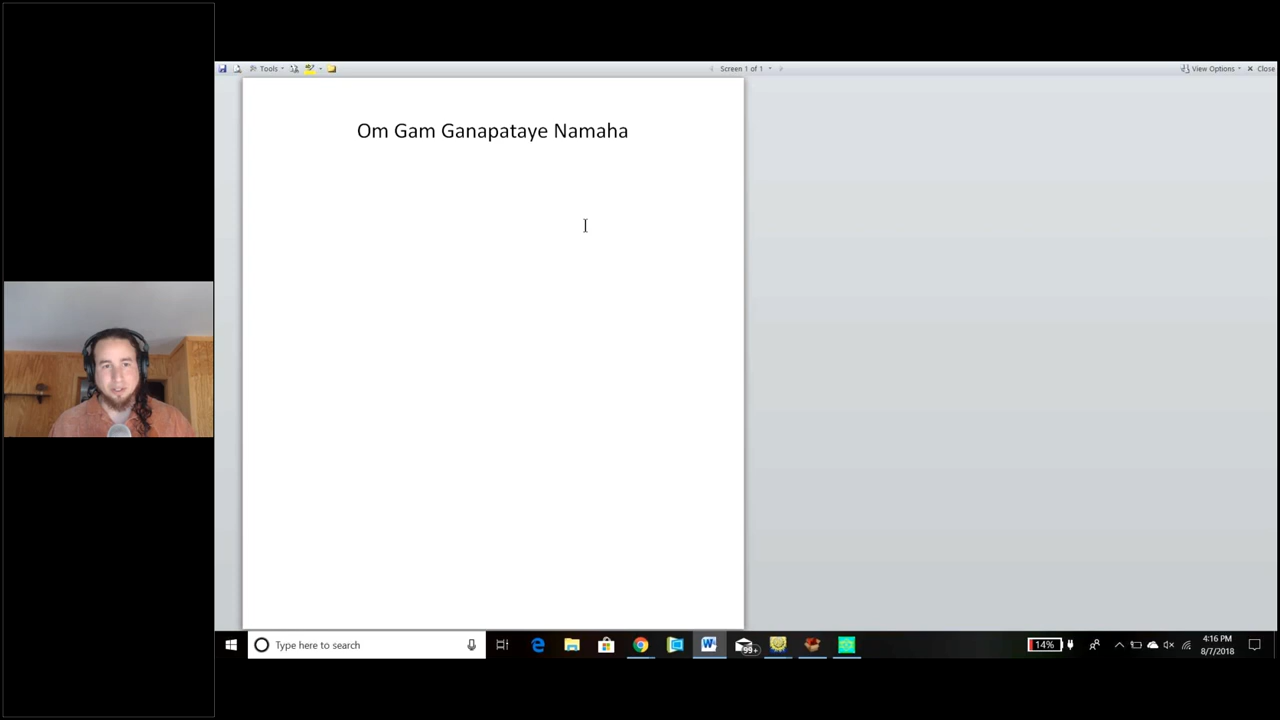 Tools
Screen 1 of 1
View Options
Close
Om Gam Ganapataye Namaha
Type here to search
99+
14%
4:16 PM
8/7/2018